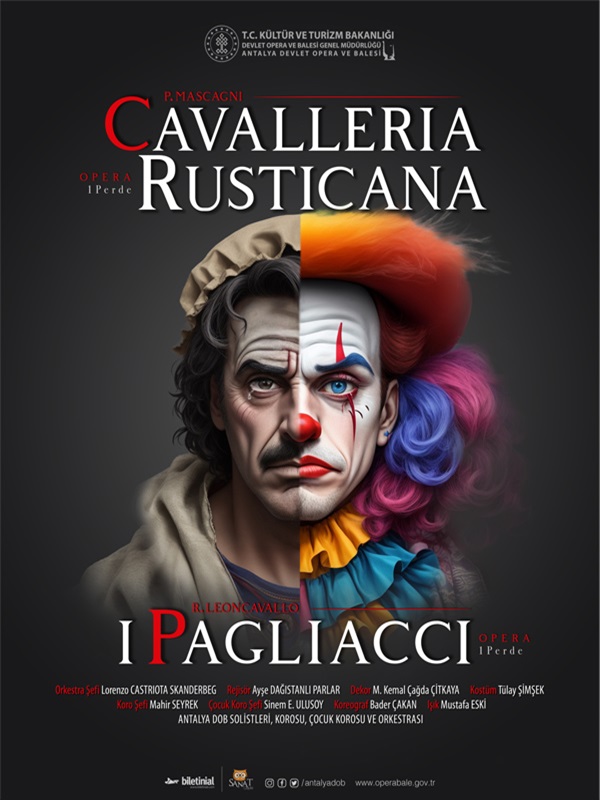 T.C. KÜLTÜR VE TURİZM BAKANLIĞI
DEVLET OPERA VE BALESİ GENEL MÜDÜRLÜĞÜ
ANTALYA DEVLET OPERA VE BALESİ
P. MASCAGNI
CAVALLERIA
OPERA
1 Perde
RUSTICANA
R. LEONCAVALLO
I PAGLIACCI
OPERA
1 Perde
Orkestra Şefi Lorenzo CASTRIOTA SKANDERBEG Rejisör Ayşe DAĞISTANLI PARLAR Dekor M. Kemal Çağda ÇİTKAYA Kostüm Tülay ŞİMŞEK
Koro Şefi Mahir SEYREK Çocuk Koro Şefi Sinem E. ULUSOY Koreograf Bader ÇAKAN Işık Mustafa ESKİ
ANTALYA DOB SOLİSTLERİ, KOROSU, ÇOCUK KOROSU VE ORKESTRASI
biletinial SANAT /antalyadob www.operabale.gov.tr